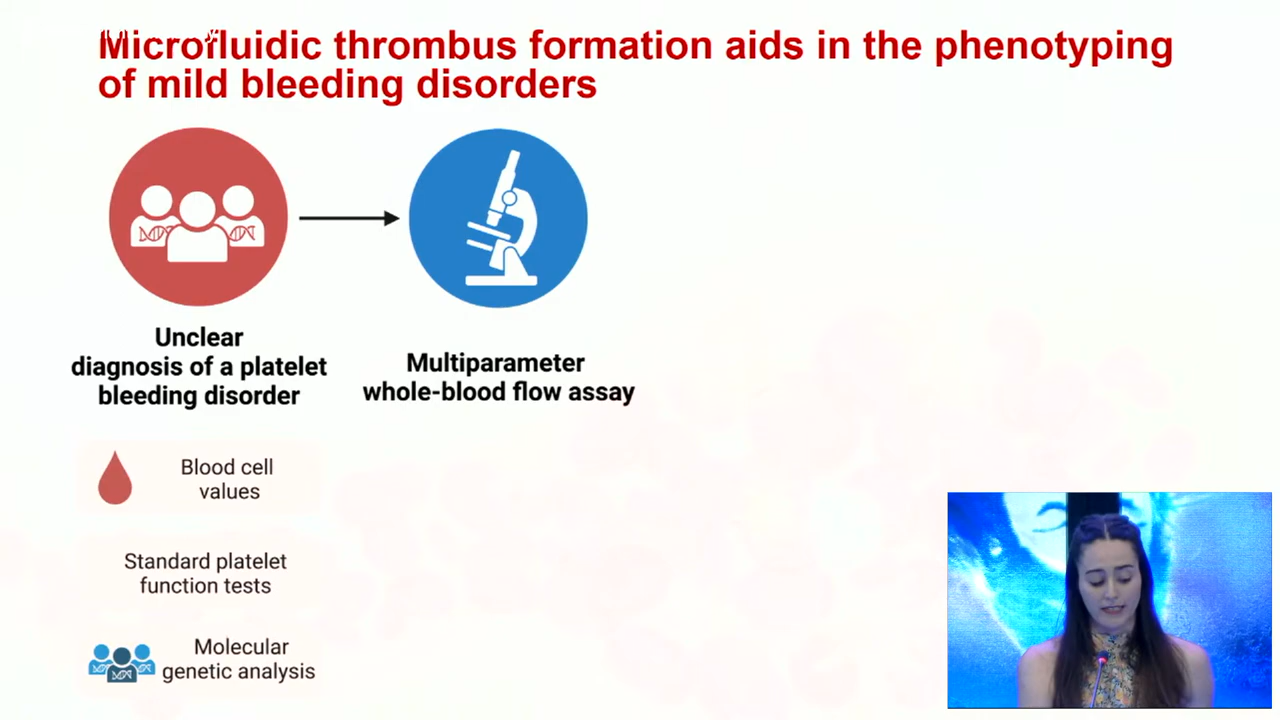 Microfluidic thrombus formation aids in the phenotyping
of mild bleeding disorders
Unclear
diagnosis of a platelet
bleeding disorder
Multiparameter
whole-blood flow assay
Blood cell
values
Standard platelet
function tests
Molecular
genetic analysis